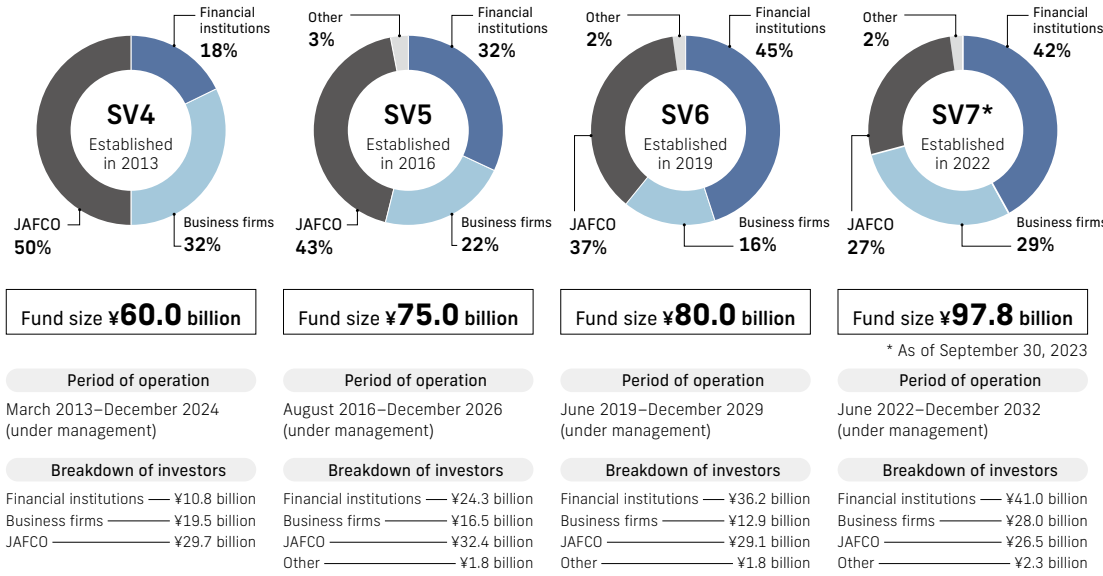 Financial
institutions
18%
SV4
Established
in 2013
JAFCO
50%
Business firms
32%
Fund size ¥60.0 billion
Period of operation
March 2013–December 2024
(under management)
Breakdown of investors
Financial institutions ¥10.8 billion
Business firms ¥19.5 billion
JAFCO ¥29.7 billion
Other
3%
Financial
institutions
32%
SV5
Established
in 2016
JAFCO
43%
Business firms
22%
Fund size ¥75.0 billion
Period of operation
August 2016–December 2026
(under management)
Breakdown of investors
Financial institutions ¥24.3 billion
Business firms ¥16.5 billion
JAFCO ¥32.4 billion
Other ¥1.8 billion
Other
2%
Financial
institutions
45%
SV6
Established
in 2019
JAFCO
37%
Business firms
16%
Fund size ¥80.0 billion
Period of operation
June 2019–December 2029
(under management)
Breakdown of investors
Financial institutions ¥36.2 billion
Business firms ¥12.9 billion
JAFCO ¥29.1 billion
Other ¥1.8 billion
Other
2%
Financial
institutions
42%
SV7*
Established
in 2022
JAFCO
27%
Business firms
29%
Fund size ¥97.8 billion
* As of September 30, 2023
Period of operation
June 2022–December 2032
(under management)
Breakdown of investors
Financial institutions ¥41.0 billion
Business firms ¥28.0 billion
JAFCO ¥26.5 billion
Other ¥2.3 billion